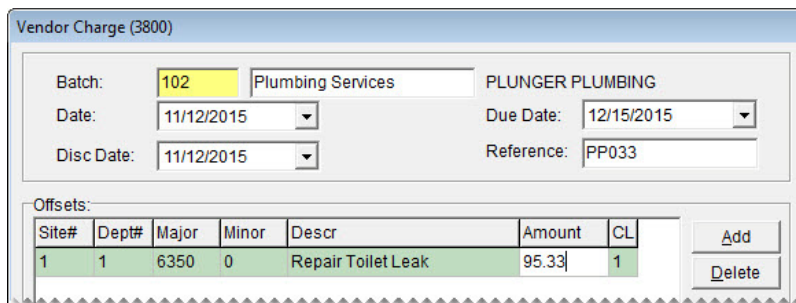 Vendor Charge (3800)
Batch: 102 Plumbing Services PLUNGER PLUMBING
Date: 11/12/2015 Due Date: 12/15/2015
Disc Date: 11/12/2015 Reference: PP033
Offsets:
Site# Dept# Major Minor Descr Amount CL Add
1 1 6350 0 Repair Toilet Leak 95.33 1 Delete